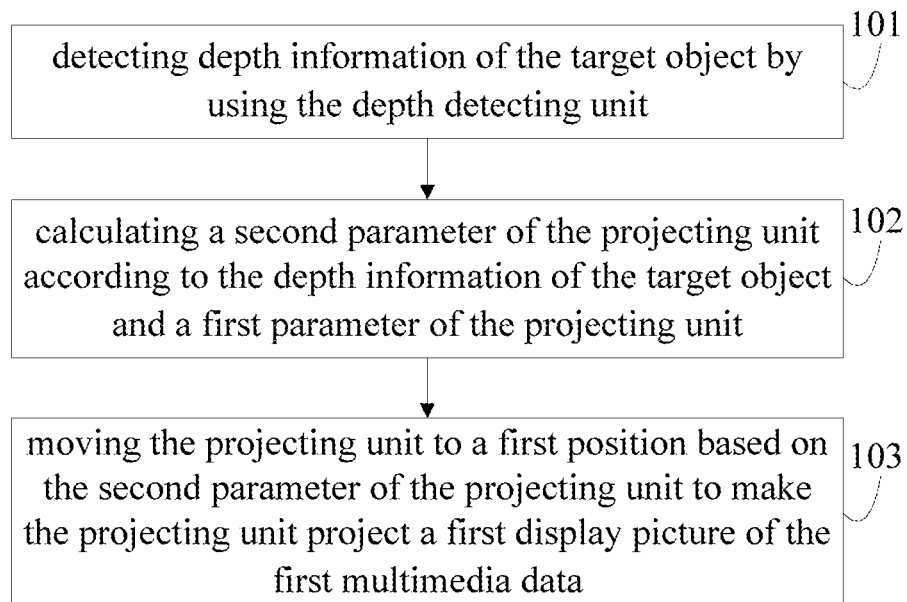 101
detecting depth information of the target object by
using the depth detecting unit
102
calculating a second parameter of the projecting unit
according to the depth information of the target object
and a first parameter of the projecting unit
103
moving the projecting unit to a first position based on
the second parameter of the projecting unit to make
the projecting unit project a first display picture of the
first multimedia data